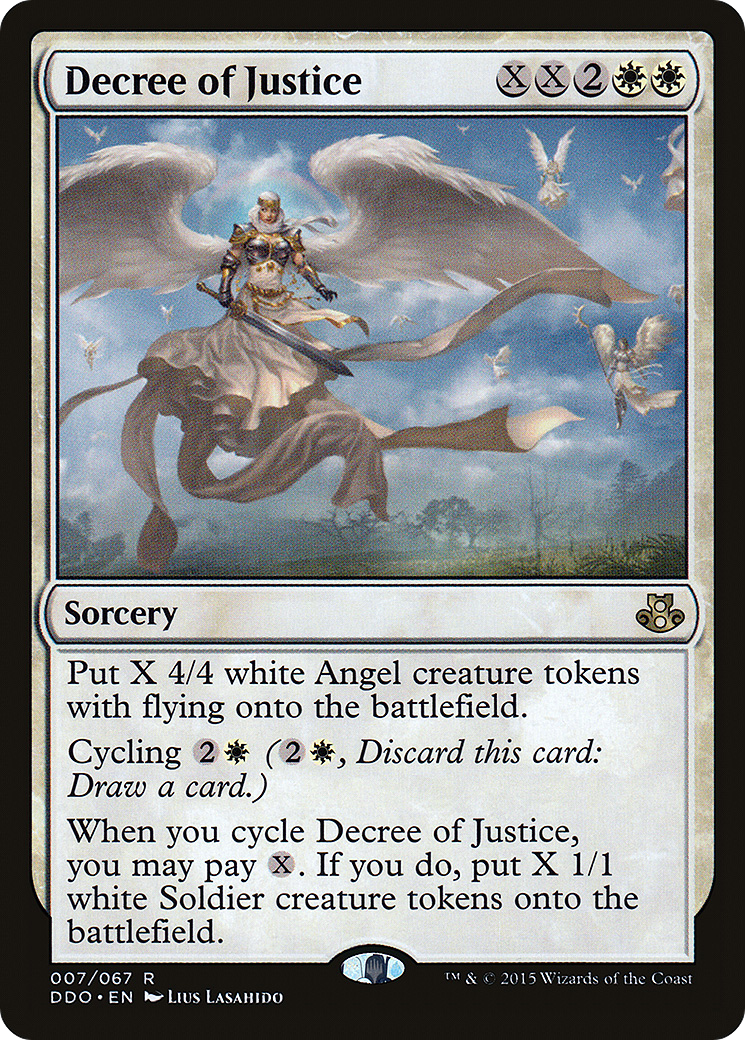 Decree of Justice XX2
Sorcery
Put X 4/4 white Angel creature tokens
with flying onto the battlefield.
Cycling 2 (2, Discard this card:
Draw a card.)
When you cycle Decree of Justice,
you may pay X. If you do, put X 1/1
white Soldier creature tokens onto the
battlefield.
007/067 R
DDO • EN Lius Lasahido
™ & © 2015 Wizards of the Coast